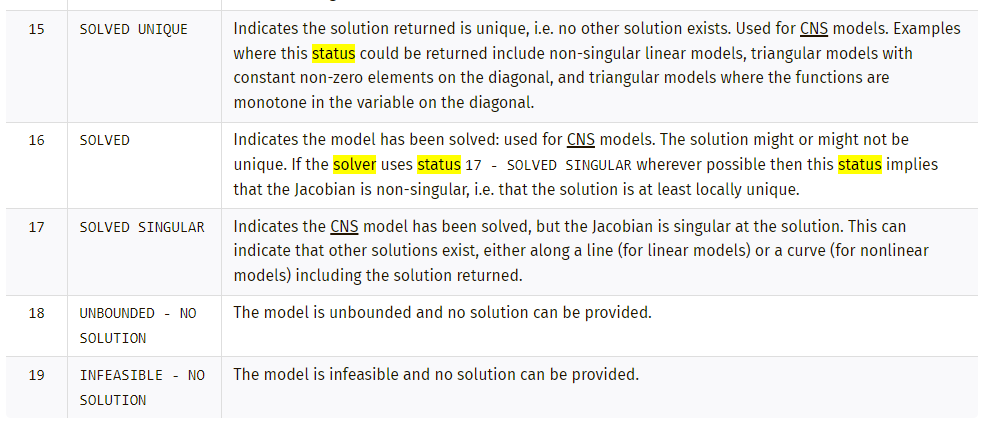 15 SOLVED UNIQUE Indicates the solution returned is unique, i.e. no other solution exists. Used for CNS models. Examples
where this status could be returned include non-singular linear models, triangular models with
constant non-zero elements on the diagonal, and triangular models where the functions are
monotone in the variable on the diagonal.
16 SOLVED Indicates the model has been solved: used for CNS models. The solution might or might not be
unique. If the solver uses status 17 - SOLVED SINGULAR wherever possible then this status implies
that the Jacobian is non-singular, i.e. that the solution is at least locally unique.
17 SOLVED SINGULAR Indicates the CNS model has been solved, but the Jacobian is singular at the solution. This can
indicate that other solutions exist, either along a line (for linear models) or a curve (for nonlinear
models) including the solution returned.
18 UNBOUNDED - NO The model is unbounded and no solution can be provided.
SOLUTION
19 INFEASIBLE - NO The model is infeasible and no solution can be provided.
SOLUTION